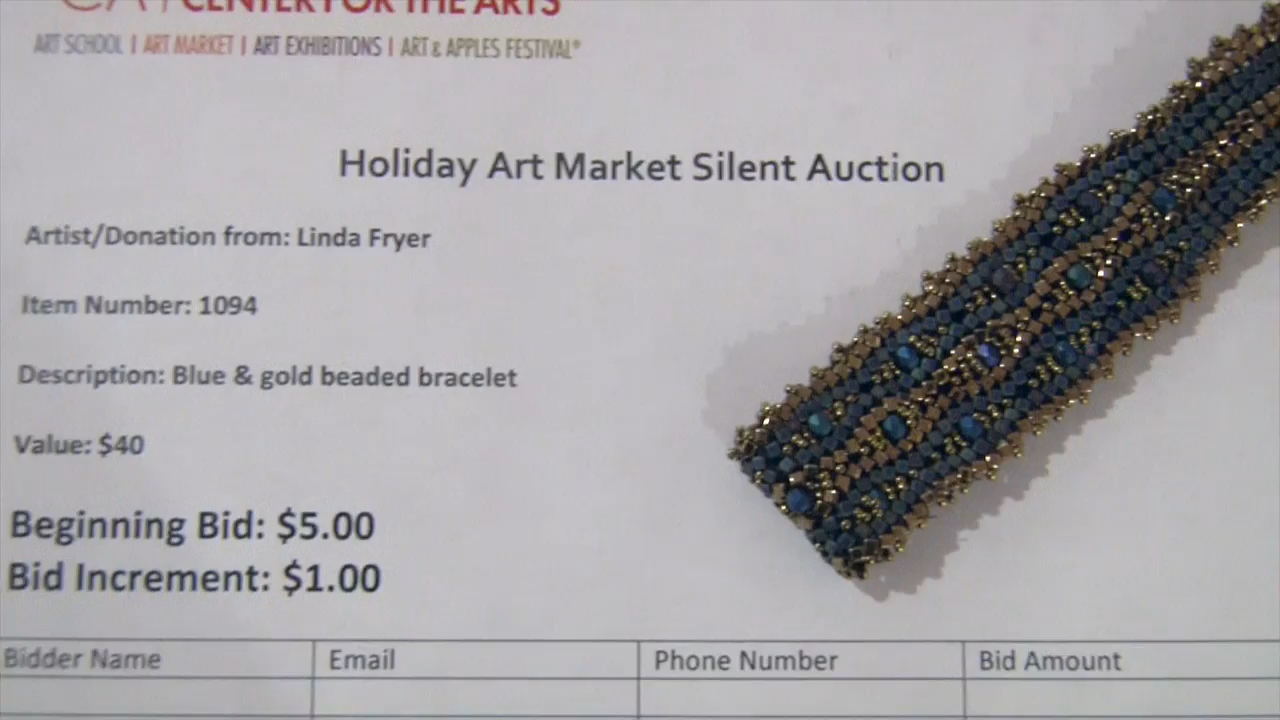 CENTER FOR THE ARTS
ART SCHOOL | ART MARKET | ART EXHIBITIONS | ART & APPLES FESTIVAL®
Holiday Art Market Silent Auction
Artist/Donation from: Linda Fryer
Item Number: 1094
Description: Blue & gold beaded bracelet
Value: $40
Beginning Bid: $5.00
Bid Increment: $1.00
Bidder Name Email Phone Number Bid Amount